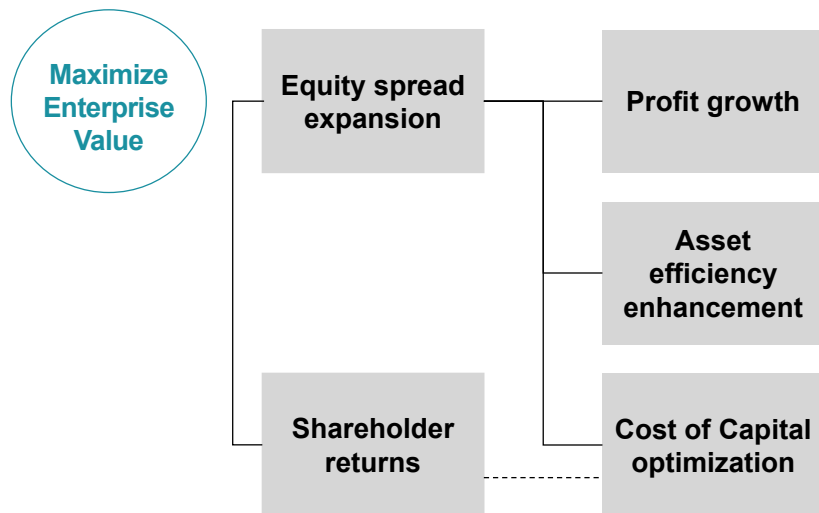 Maximize
Enterprise
Value
Equity spread
expansion
Profit growth
Asset
efficiency
enhancement
Shareholder
returns
Cost of Capital
optimization